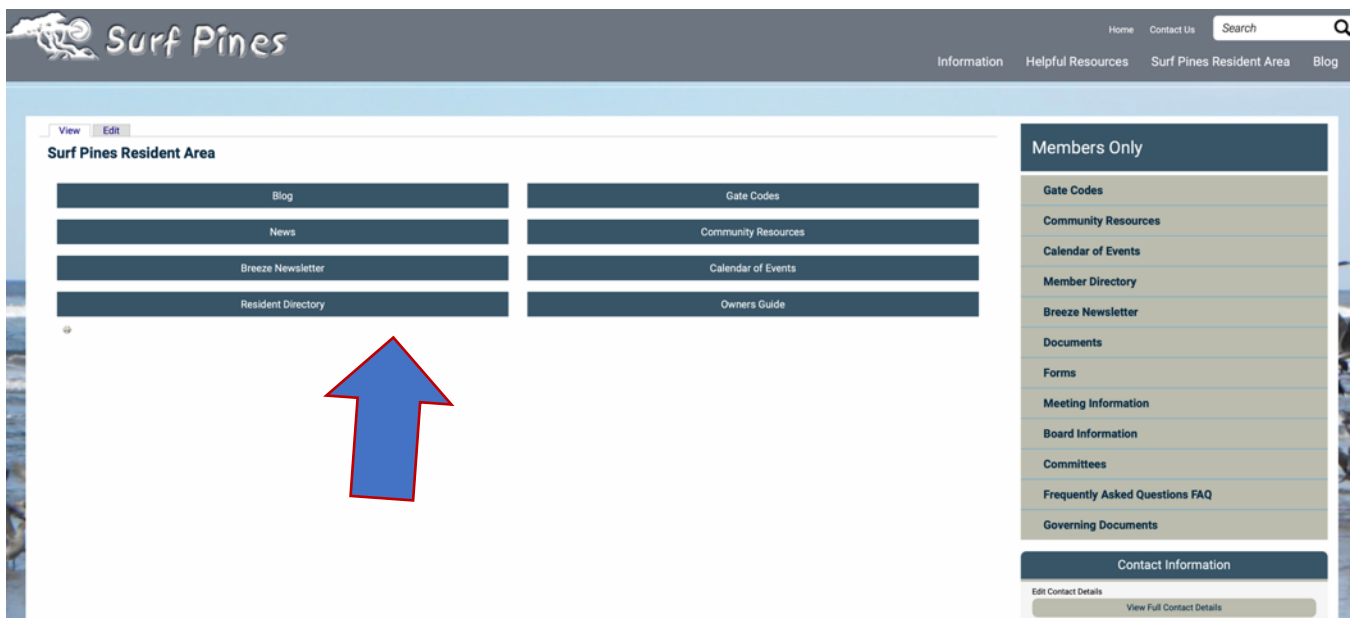 Surf Pines
Home Contact Us Search
Information Helpful Resources Surf Pines Resident Area Blog
View Edit
Surf Pines Resident Area
Blog
Gate Codes
News
Community Resources
Breeze Newsletter
Calendar of Events
Resident Directory
Owners Guide
Members Only
Gate Codes
Community Resources
Calendar of Events
Member Directory
Breeze Newsletter
Documents
Forms
Meeting Information
Board Information
Committees
Frequently Asked Questions FAQ
Governing Documents
Contact Information
Edit Contact Details
View Full Contact Details